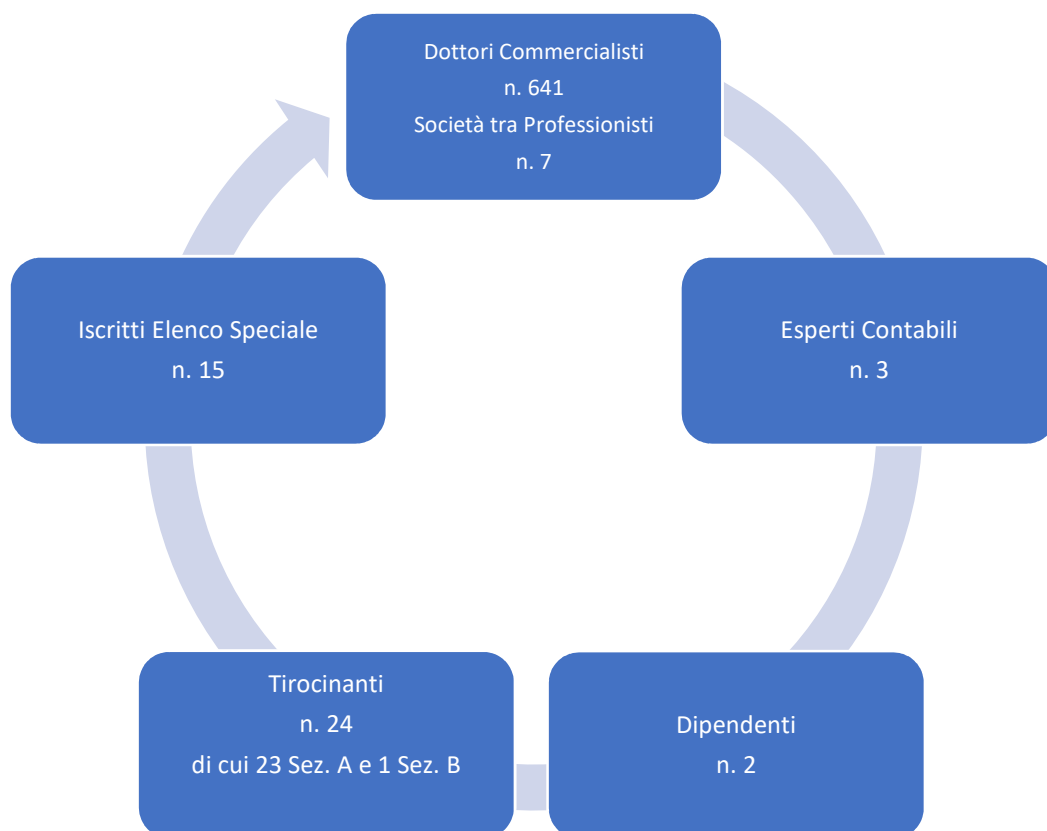 Dottori Commercialisti
n. 641
Società tra Professionisti
n. 7
Esperti Contabili
n. 3
Dipendenti
n. 2
Tirocinanti
n. 24
di cui 23 Sez. A e 1 Sez. B
Iscritti Elenco Speciale
n. 15